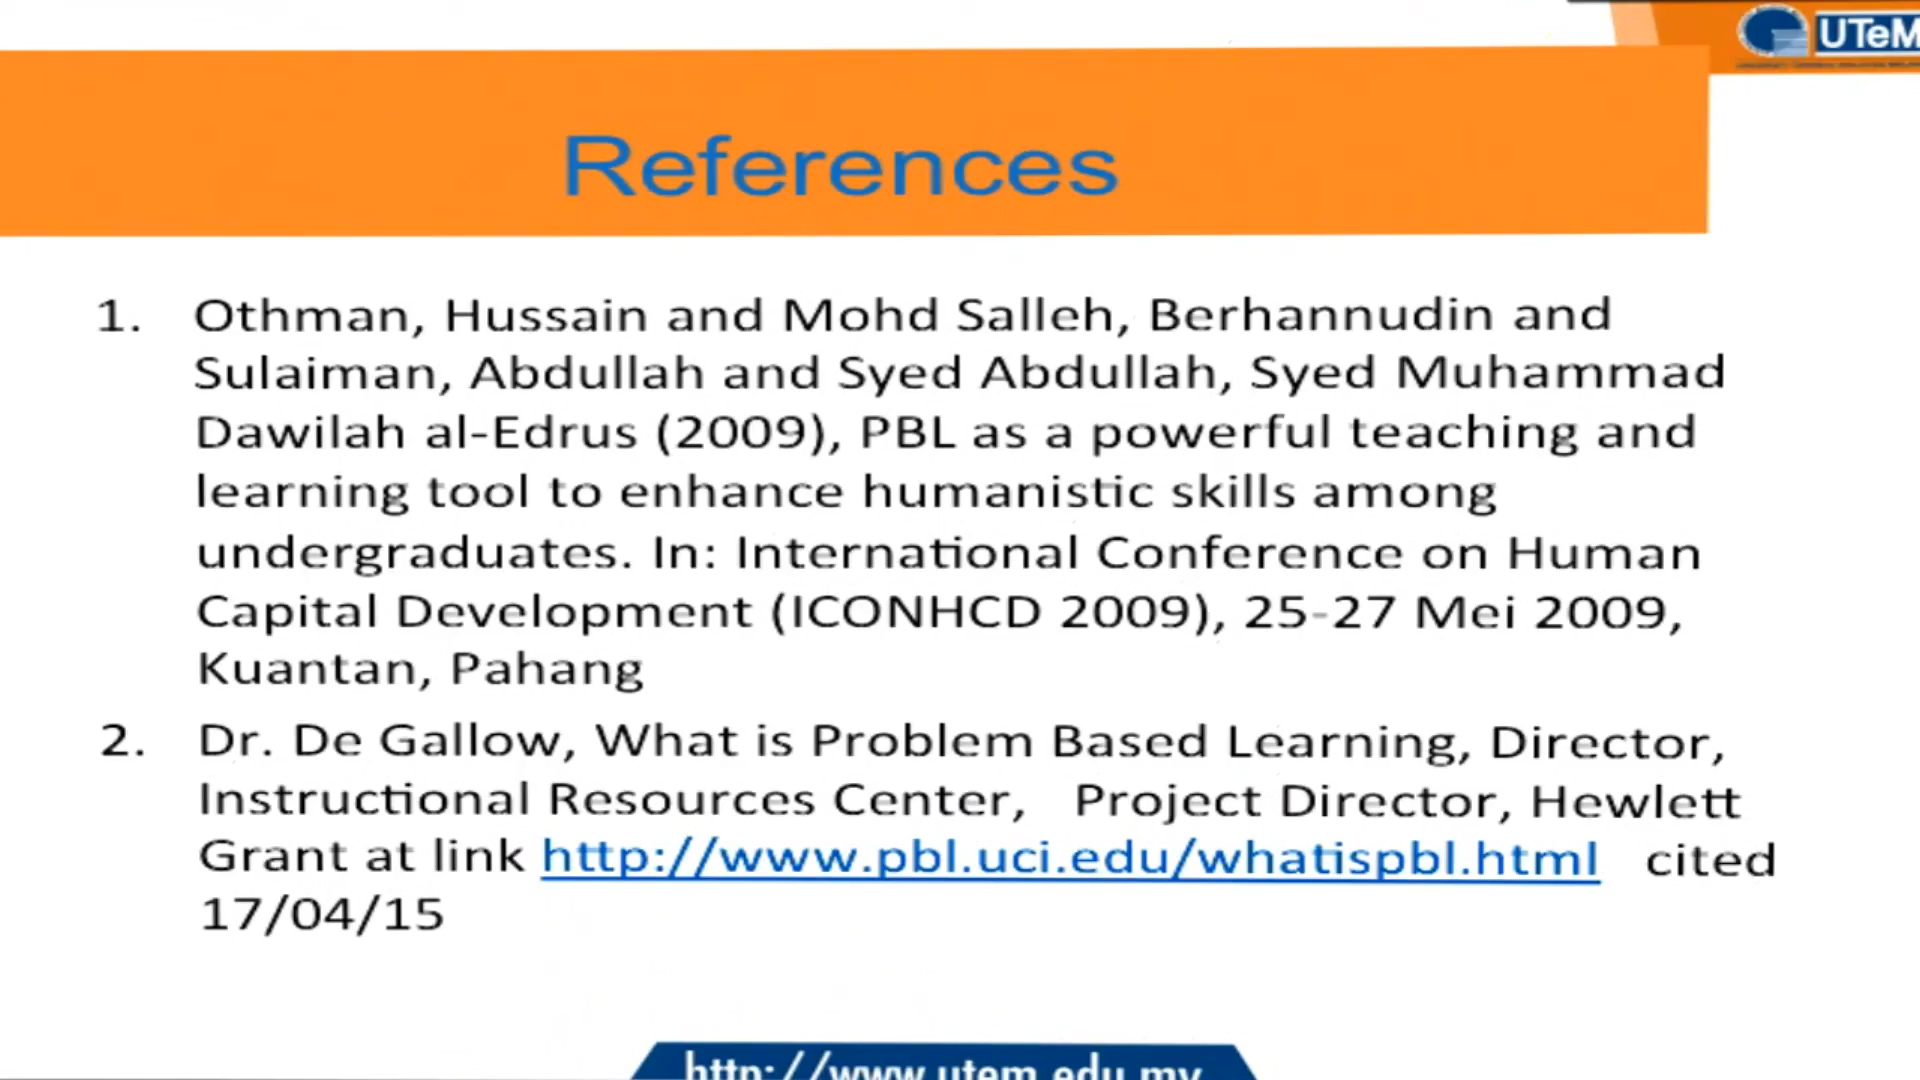 UTeM
References
1. Othman, Hussain and Mohd Salleh, Berhannudin and
Sulaiman, Abdullah and Syed Abdullah, Syed Muhammad
Dawilah al-Edrus (2009), PBL as a powerful teaching and
learning tool to enhance humanistic skills among
undergraduates. In: International Conference on Human
Capital Development (ICONHCD 2009), 25-27 Mei 2009,
Kuantan, Pahang
2. Dr. De Gallow, What is Problem Based Learning, Director,
Instructional Resources Center, Project Director, Hewlett
Grant at link http://www.pbl.uci.edu/whatispbl.html cited
17/04/15
http://www.utem.edu.my